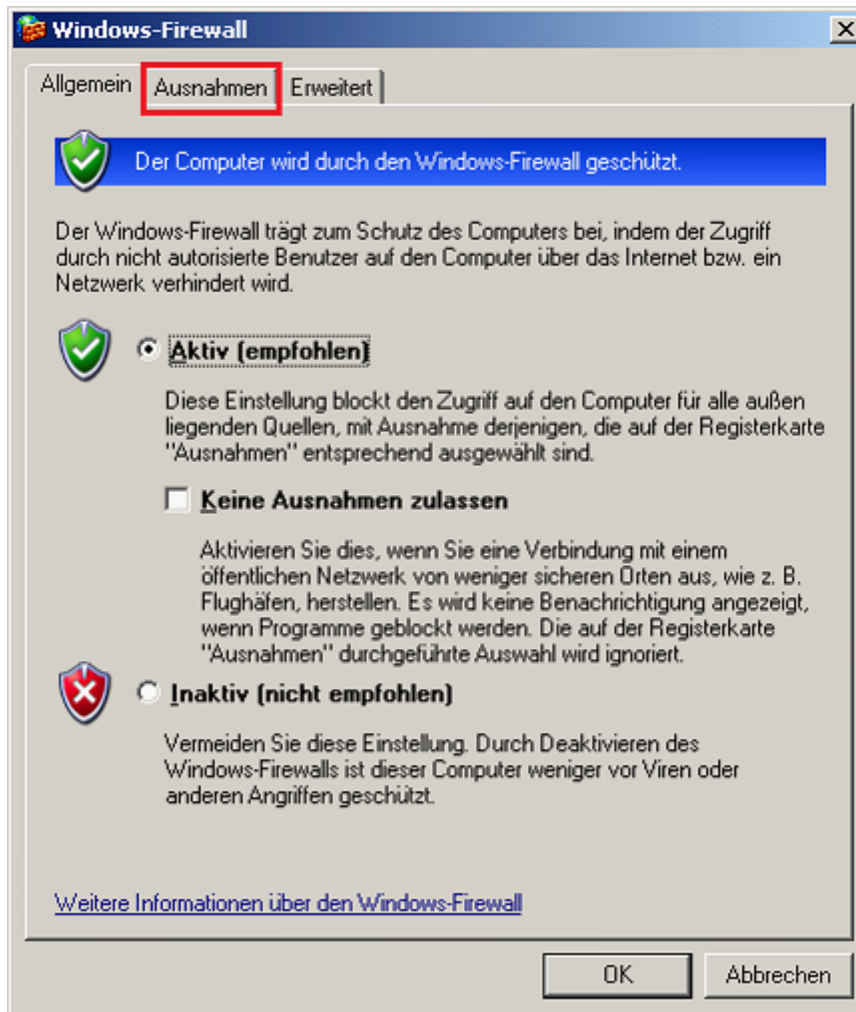 Windows-Firewall
Allgemein Ausnahmen Erweitert
Der Computer wird durch den Windows-Firewall geschützt.
Der Windows-Firewall trägt zum Schutz des Computers bei, indem der Zugriff
durch nicht autorisierte Benutzer auf den Computer über das Internet bzw. ein
Netzwerk verhindert wird.
Aktiv (empfohlen)
Diese Einstellung blockt den Zugriff auf den Computer für alle außen
liegenden Quellen, mit Ausnahme derjenigen, die auf der Registerkarte
"Ausnahmen" entsprechend ausgewählt sind.
Keine Ausnahmen zulassen
Aktivieren Sie dies, wenn Sie eine Verbindung mit einem
öffentlichen Netzwerk von weniger sicheren Orten aus, wie z. B.
Flughäfen, herstellen. Es wird keine Benachrichtigung angezeigt,
wenn Programme geblockt werden. Die auf der Registerkarte
"Ausnahmen" durchgeführte Auswahl wird ignoriert.
Inaktiv (nicht empfohlen)
Vermeiden Sie diese Einstellung. Durch Deaktivieren des
Windows-Firewalls ist dieser Computer weniger vor Viren oder
anderen Angriffen geschützt.
Weitere Informationen über den Windows-Firewall
OK Abbrechen